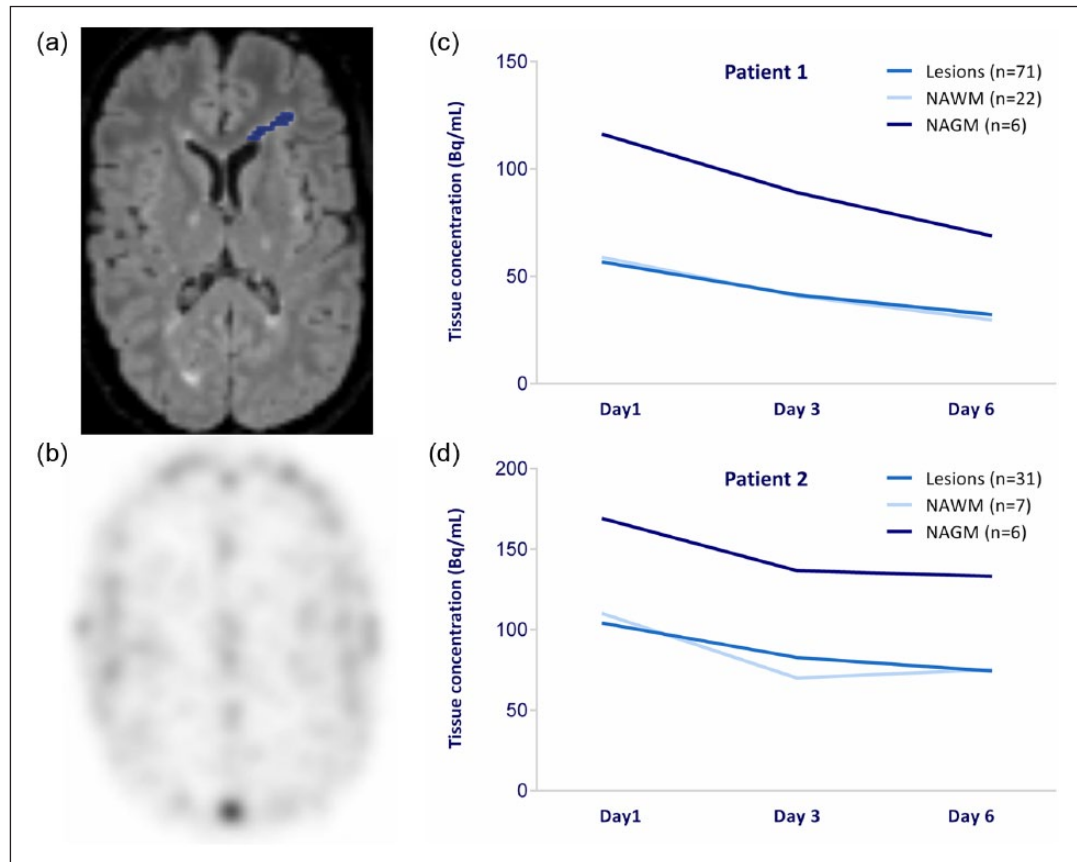 (a)
(b)
(c)
Patient 1
Lesions (n=71)
NAWM (n=22)
NAGM (n=6)
Tissue concentration (Bq/mL)
150
100
50
0
Day1
Day 3
Day 6
(d)
Patient 2
Lesions (n=31)
NAWM (n=7)
NAGM (n=6)
Tissue concentration (Bq/mL)
200
150
100
50
0
Day1
Day 3
Day 6